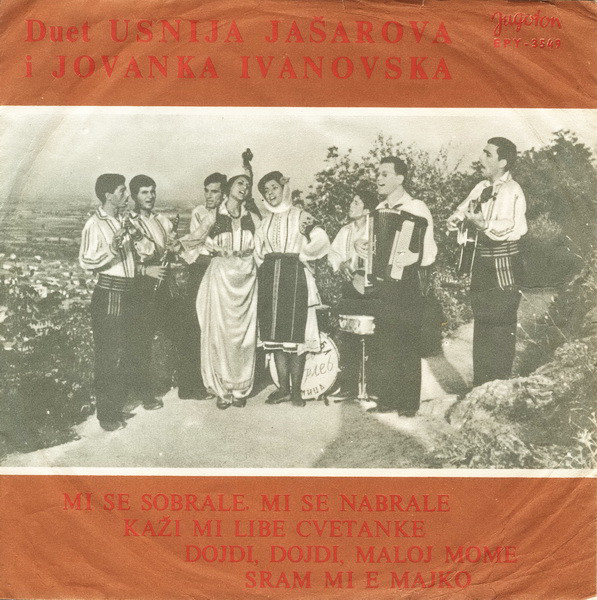 Duet USNIJA JAŠAROVA
i JOVANKA IVANOVSKA
Jugoton
EPY-3549
MI SE SOBRALE, MI SE NABRALE
KAŽI MI LIBE CVETANKE
DOJDI, DOJDI, MALOJ MOME
SRAM MI E MAJKO